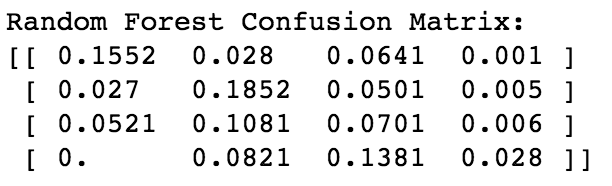 Random Forest Confusion Matrix:
[[ 0.1552 0.028 0.0641 0.001 ]
[ 0.027 0.1852 0.0501 0.005 ]
[ 0.0521 0.1081 0.0701 0.006 ]
[ 0. 0.0821 0.1381 0.028 ]]